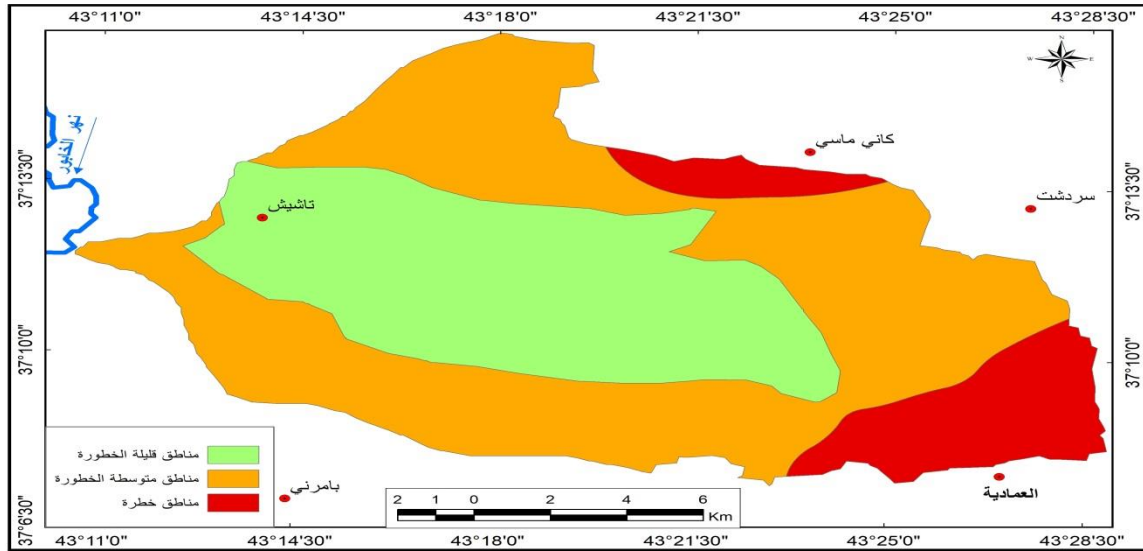 43°11'0" 43°14'30" 43°18'0" 43°21'30" 43°25'0" 43°28'30"
N
W E
S
نهر الخابور
كاني ماسي
37°13'30" 37°13'30"
سردشت
تاشيش
37°10'0" 37°10'0"
مناطق قليلة الخطورة
مناطق متوسطة الخطورة
مناطق خطرة
بامرني
العمادية
2 1 0 2 4 6
Km
37°6'30" 37°6'30"
43°11'0" 43°14'30" 43°18'0" 43°21'30" 43°25'0" 43°28'30"